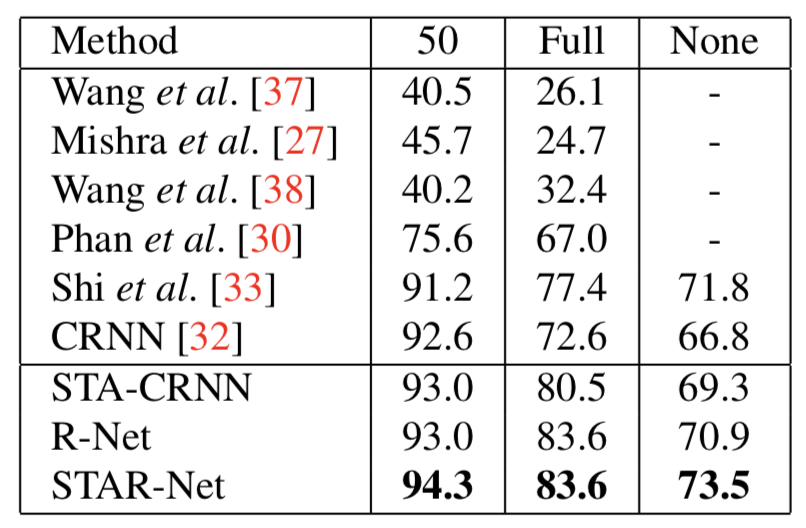 Method 50 Full None
Wang et al. [37] 40.5 26.1 -
Mishra et al. [27] 45.7 24.7 -
Wang et al. [38] 40.2 32.4 -
Phan et al. [30] 75.6 67.0 -
Shi et al. [33] 91.2 77.4 71.8
CRNN [32] 92.6 72.6 66.8
STA-CRNN 93.0 80.5 69.3
R-Net 93.0 83.6 70.9
STAR-Net 94.3 83.6 73.5